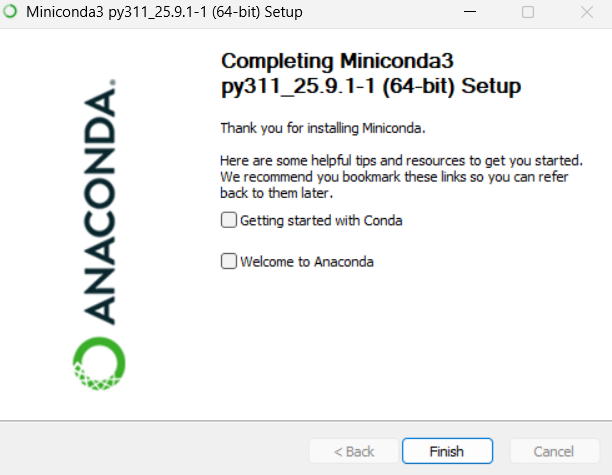 Miniconda3 py311_25.9.1-1 (64-bit) Setup
Completing Miniconda3
py311_25.9.1-1 (64-bit) Setup
Thank you for installing Miniconda.
Here are some helpful tips and resources to get you started.
We recommend you bookmark these links so you can refer
back to them later.
Getting started with Conda
Welcome to Anaconda
ANACONDA.
< Back
Finish
Cancel